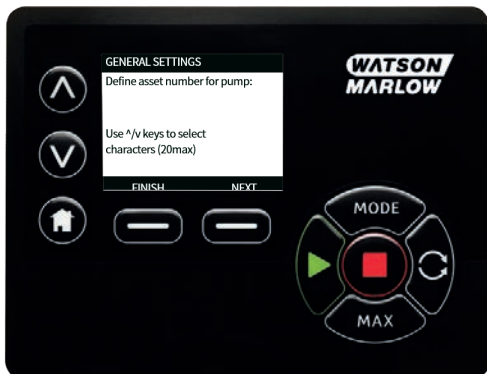 GENERAL SETTINGS
Define asset number for pump:
Use ^/v keys to select
characters (20max)
FINISH NEXT
WATSON
MARLOW
MODE
MAX